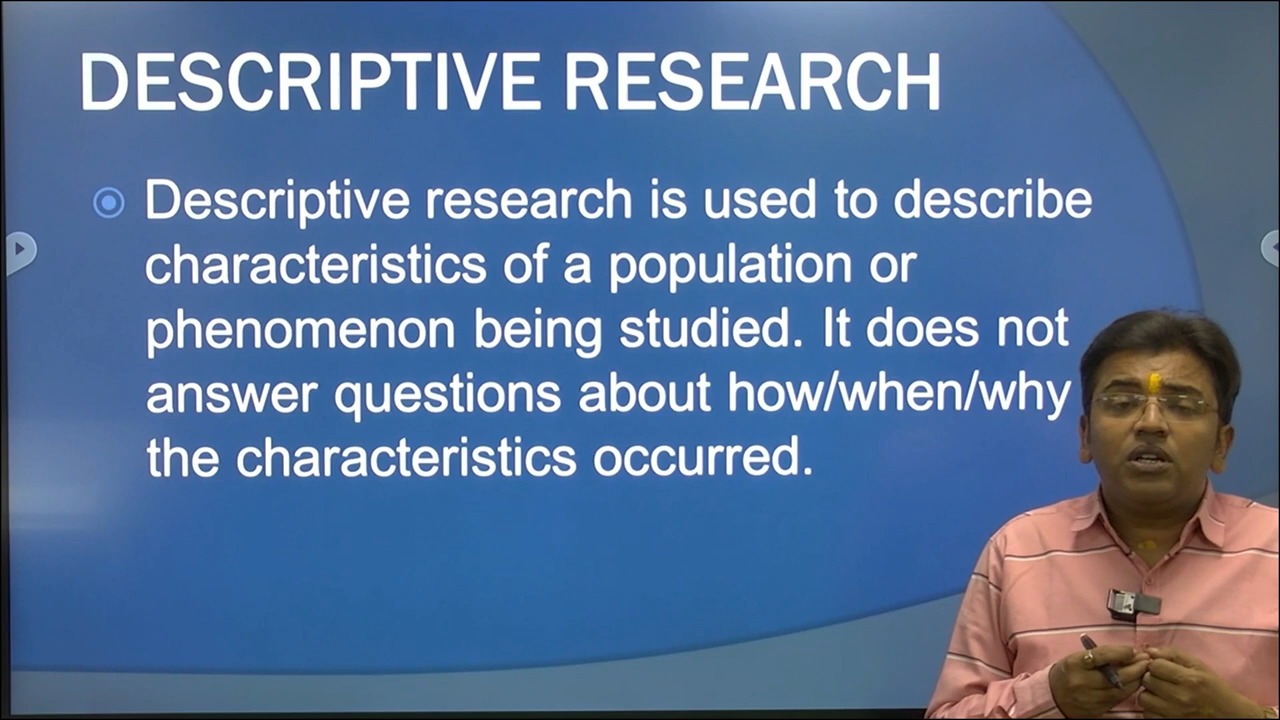 DESCRIPTIVE RESEARCH
Descriptive research is used to describe
characteristics of a population or
phenomenon being studied. It does not
answer questions about how/when/why
the characteristics occurred.